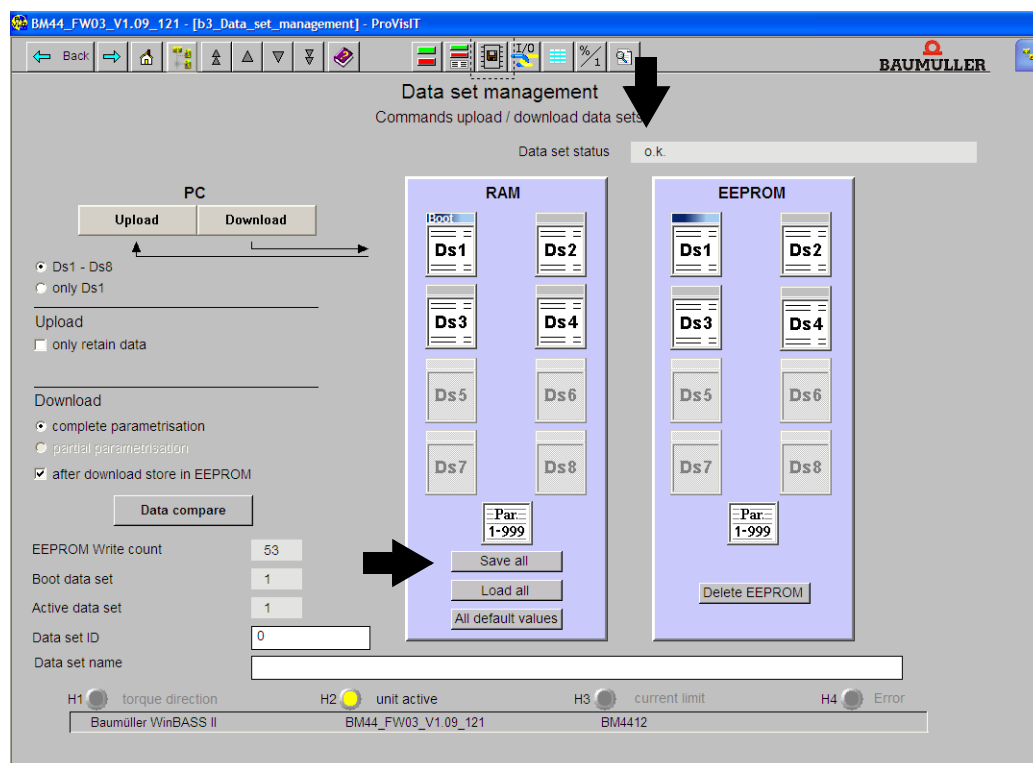 BM44_FW03_V1.09_121 - [b3_Data_set_management] - ProVisIT
Back
I/O
%/1
BAUMÜLLER
Data set management
Commands upload / download data sets
Data set status o.k.
PC
Upload Download
Ds1 - Ds8
only Ds1
Upload
only retain data
Download
complete parametrisation
partial parametrisation
after download store in EEPROM
Data compare
EEPROM Write count 53
Boot data set 1
Active data set 1
Data set ID 0
Data set name
RAM
Boot
Ds1 Ds2
Ds3 Ds4
Ds5 Ds6
Ds7 Ds8
Par.
1-999
Save all
Load all
All default values
EEPROM
Ds1 Ds2
Ds3 Ds4
Ds5 Ds6
Ds7 Ds8
Par.
1-999
Delete EEPROM
H1 torque direction H2 unit active H3 current limit H4 Error
Baumüller WinBASS II BM44_FW03_V1.09_121 BM4412